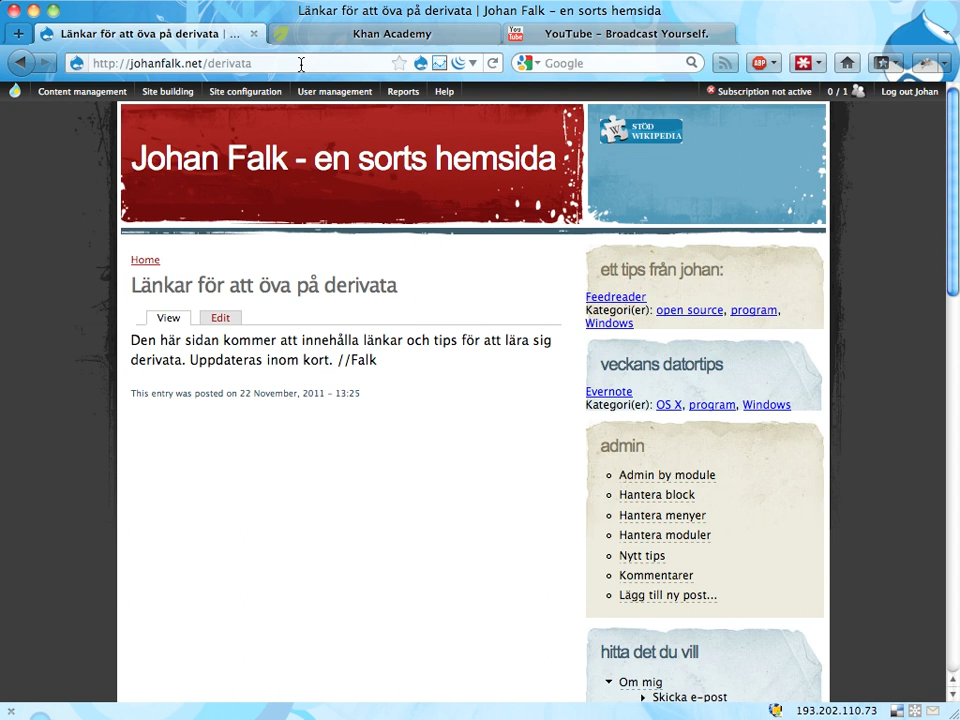 Länkar för att öva på derivata | Johan Falk – en sorts hemsida
Länkar för att öva på derivata | ...
Khan Academy
YouTube – Broadcast Yourself.
http://johanfalk.net/derivata
Google
ABP
Content management
Site building
Site configuration
User management
Reports
Help
Subscription not active
0 / 1
Log out Johan
Johan Falk - en sorts hemsida
STÖD
WIKIPEDIA
Home
Länkar för att öva på derivata
View
Edit
Den här sidan kommer att innehålla länkar och tips för att lära sig
derivata. Uppdateras inom kort. //Falk
This entry was posted on 22 November, 2011 – 13:25
ett tips från johan:
Feedreader
Kategori(er): open source, program,
Windows
veckans datortips
Evernote
Kategori(er): OS X, program, Windows
admin
Admin by module
Hantera block
Hantera menyer
Hantera moduler
Nytt tips
Kommentarer
Lägg till ny post...
hitta det du vill
Om mig
Skicka e-post
193.202.110.73